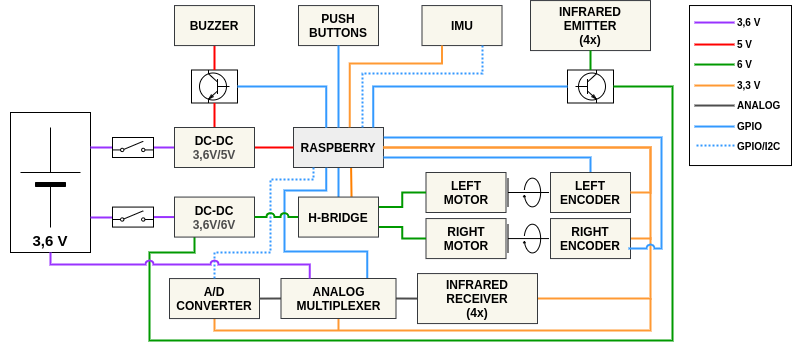 BUZZER
PUSH
BUTTONS
IMU
INFRARED
EMITTER
(4x)
3,6 V
5 V
6 V
3,3 V
ANALOG
GPIO
GPIO/I2C
DC-DC
3,6V/5V
RASPBERRY
3,6 V
DC-DC
3,6V/6V
H-BRIDGE
LEFT
MOTOR
LEFT
ENCODER
RIGHT
MOTOR
RIGHT
ENCODER
A/D
CONVERTER
ANALOG
MULTIPLEXER
INFRARED
RECEIVER
(4x)